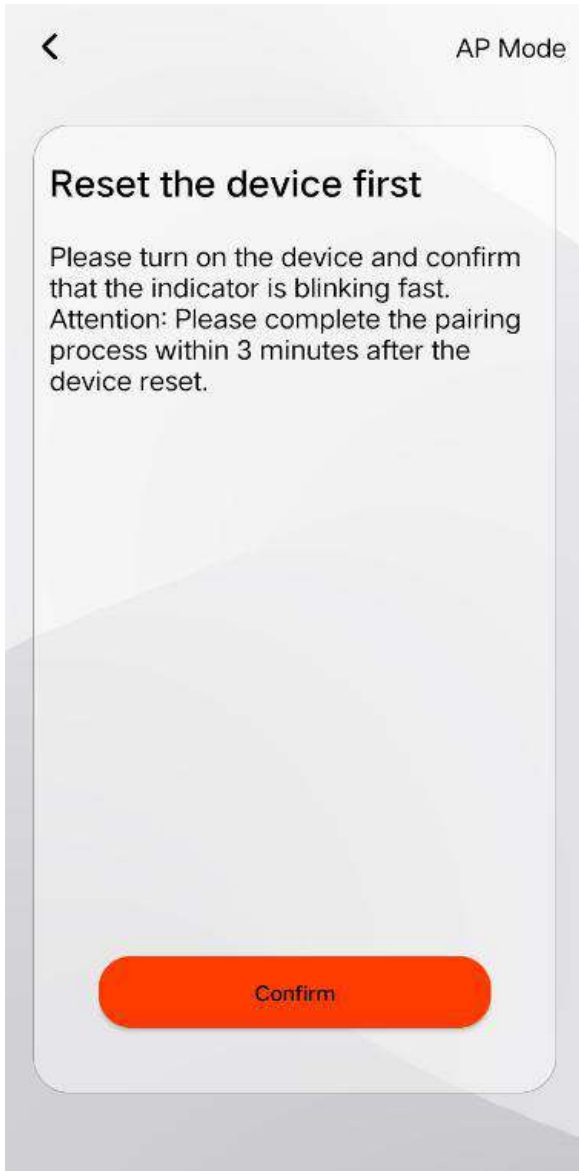 AP Mode
Reset the device first
Please turn on the device and confirm
that the indicator is blinking fast.
Attention: Please complete the pairing
process within 3 minutes after the
device reset.
Confirm